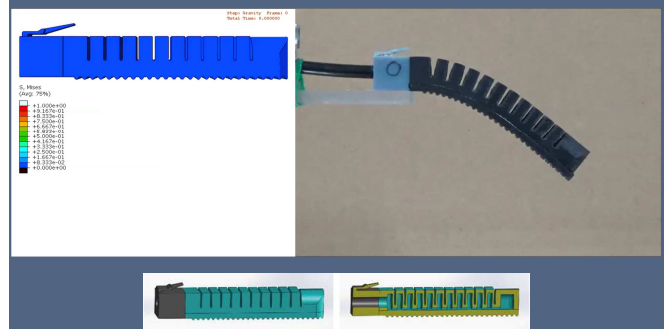 Step: Gravity Frame: 0
Total Time: 0.000000
S, Mises
(Avg: 75%)
+1.000e+00
+9.167e-01
+8.333e-01
+7.500e-01
+6.667e-01
+5.833e-01
+5.000e-01
+4.167e-01
+3.333e-01
+2.500e-01
+1.667e-01
+8.333e-02
+0.000e+00